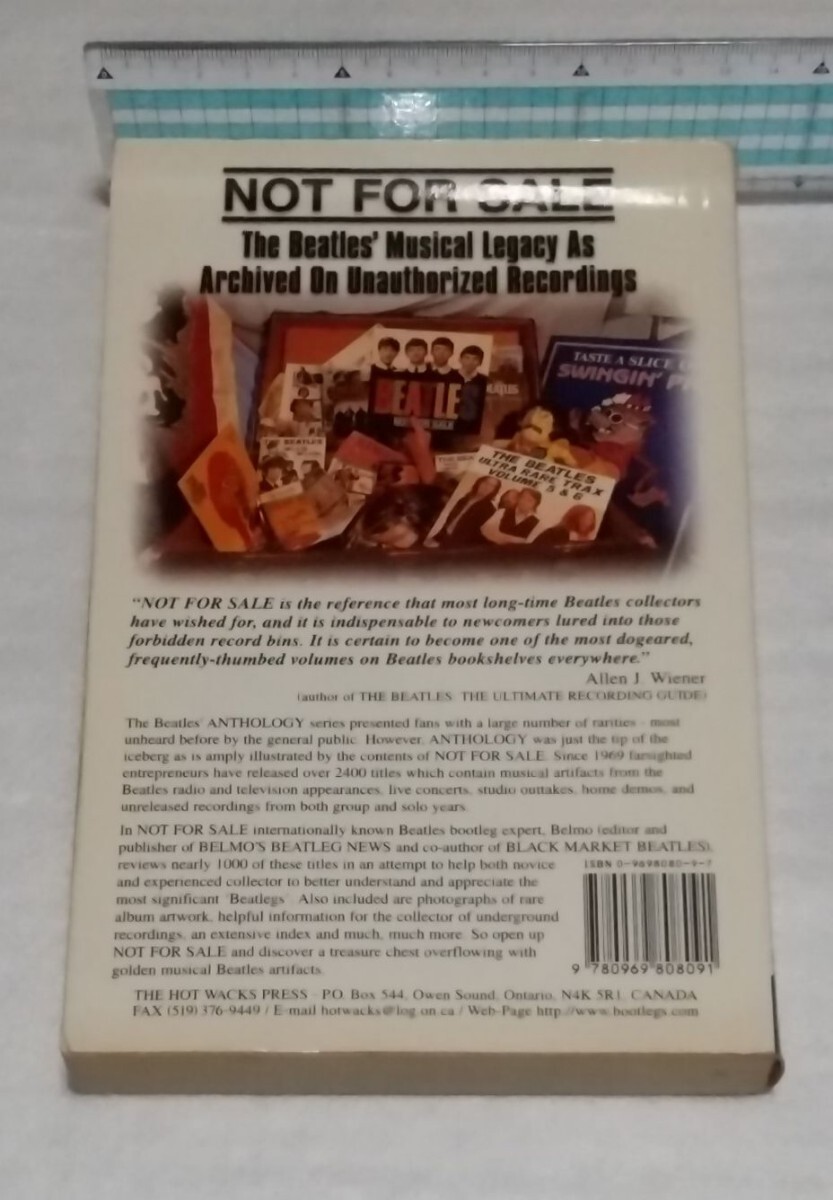 NOT FOR SALE
The Beatles' Musical Legacy As
Archived On Unauthorized Recordings
TASTE A SLICE
SWINGIN'
BEATLES
THE BEATLES
ULTRA RARE TRAX
VOLUME 5 & 6
"NOT FOR SALE is the reference that most long-time Beatles collectors
have wished for, and it is indispensable to newcomers lured into those
forbidden record bins. It is certain to become one of the most dogeared,
frequently-thumbed volumes on Beatles bookshelves everywhere."
Allen J. Wiener
(author of THE BEATLES: THE ULTIMATE RECORDING GUIDE)
The Beatles' ANTHOLOGY series presented fans with a large number of rarities - most
unheard before by the general public. However, ANTHOLOGY was just the tip of the
iceberg as is amply illustrated by the contents of NOT FOR SALE. Since 1969 farsighted
entrepreneurs have released over 2400 titles which contain musical artifacts from the
Beatles radio and television appearances, live concerts, studio outtakes, home demos, and
unreleased recordings from both group and solo years.
In NOT FOR SALE internationally known Beatles bootleg expert, Belmo (editor and
publisher of BELMO'S BEATLEG NEWS and co-author of BLACK MARKET BEATLES),
reviews nearly 1000 of these titles in an attempt to help both novice
and experienced collector to better understand and appreciate the
most significant 'Beatlegs'. Also included are photographs of rare
album artwork, helpful information for the collector of underground
recordings, an extensive index and much, much more. So open up
NOT FOR SALE and discover a treasure chest overflowing with
golden musical Beatles artifacts.
ISBN 0-9698080-9-7
9 780969 808091
THE HOT WACKS PRESS - P.O. Box 544, Owen Sound, Ontario, N4K 5R1, CANADA
FAX (519) 376-9449 / E-mail hotwacks@log.on.ca / Web-Page http://www.bootlegs.com